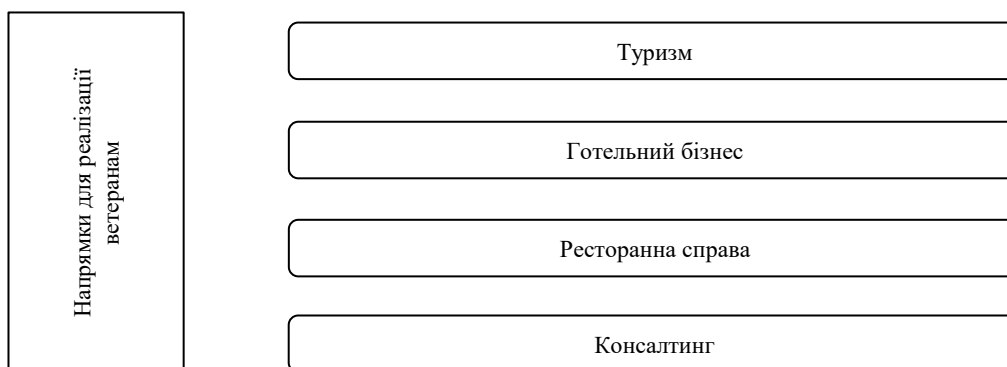 Напрямки для реалізації
ветеранам
Туризм
Готельний бізнес
Ресторанна справа
Консалтинг